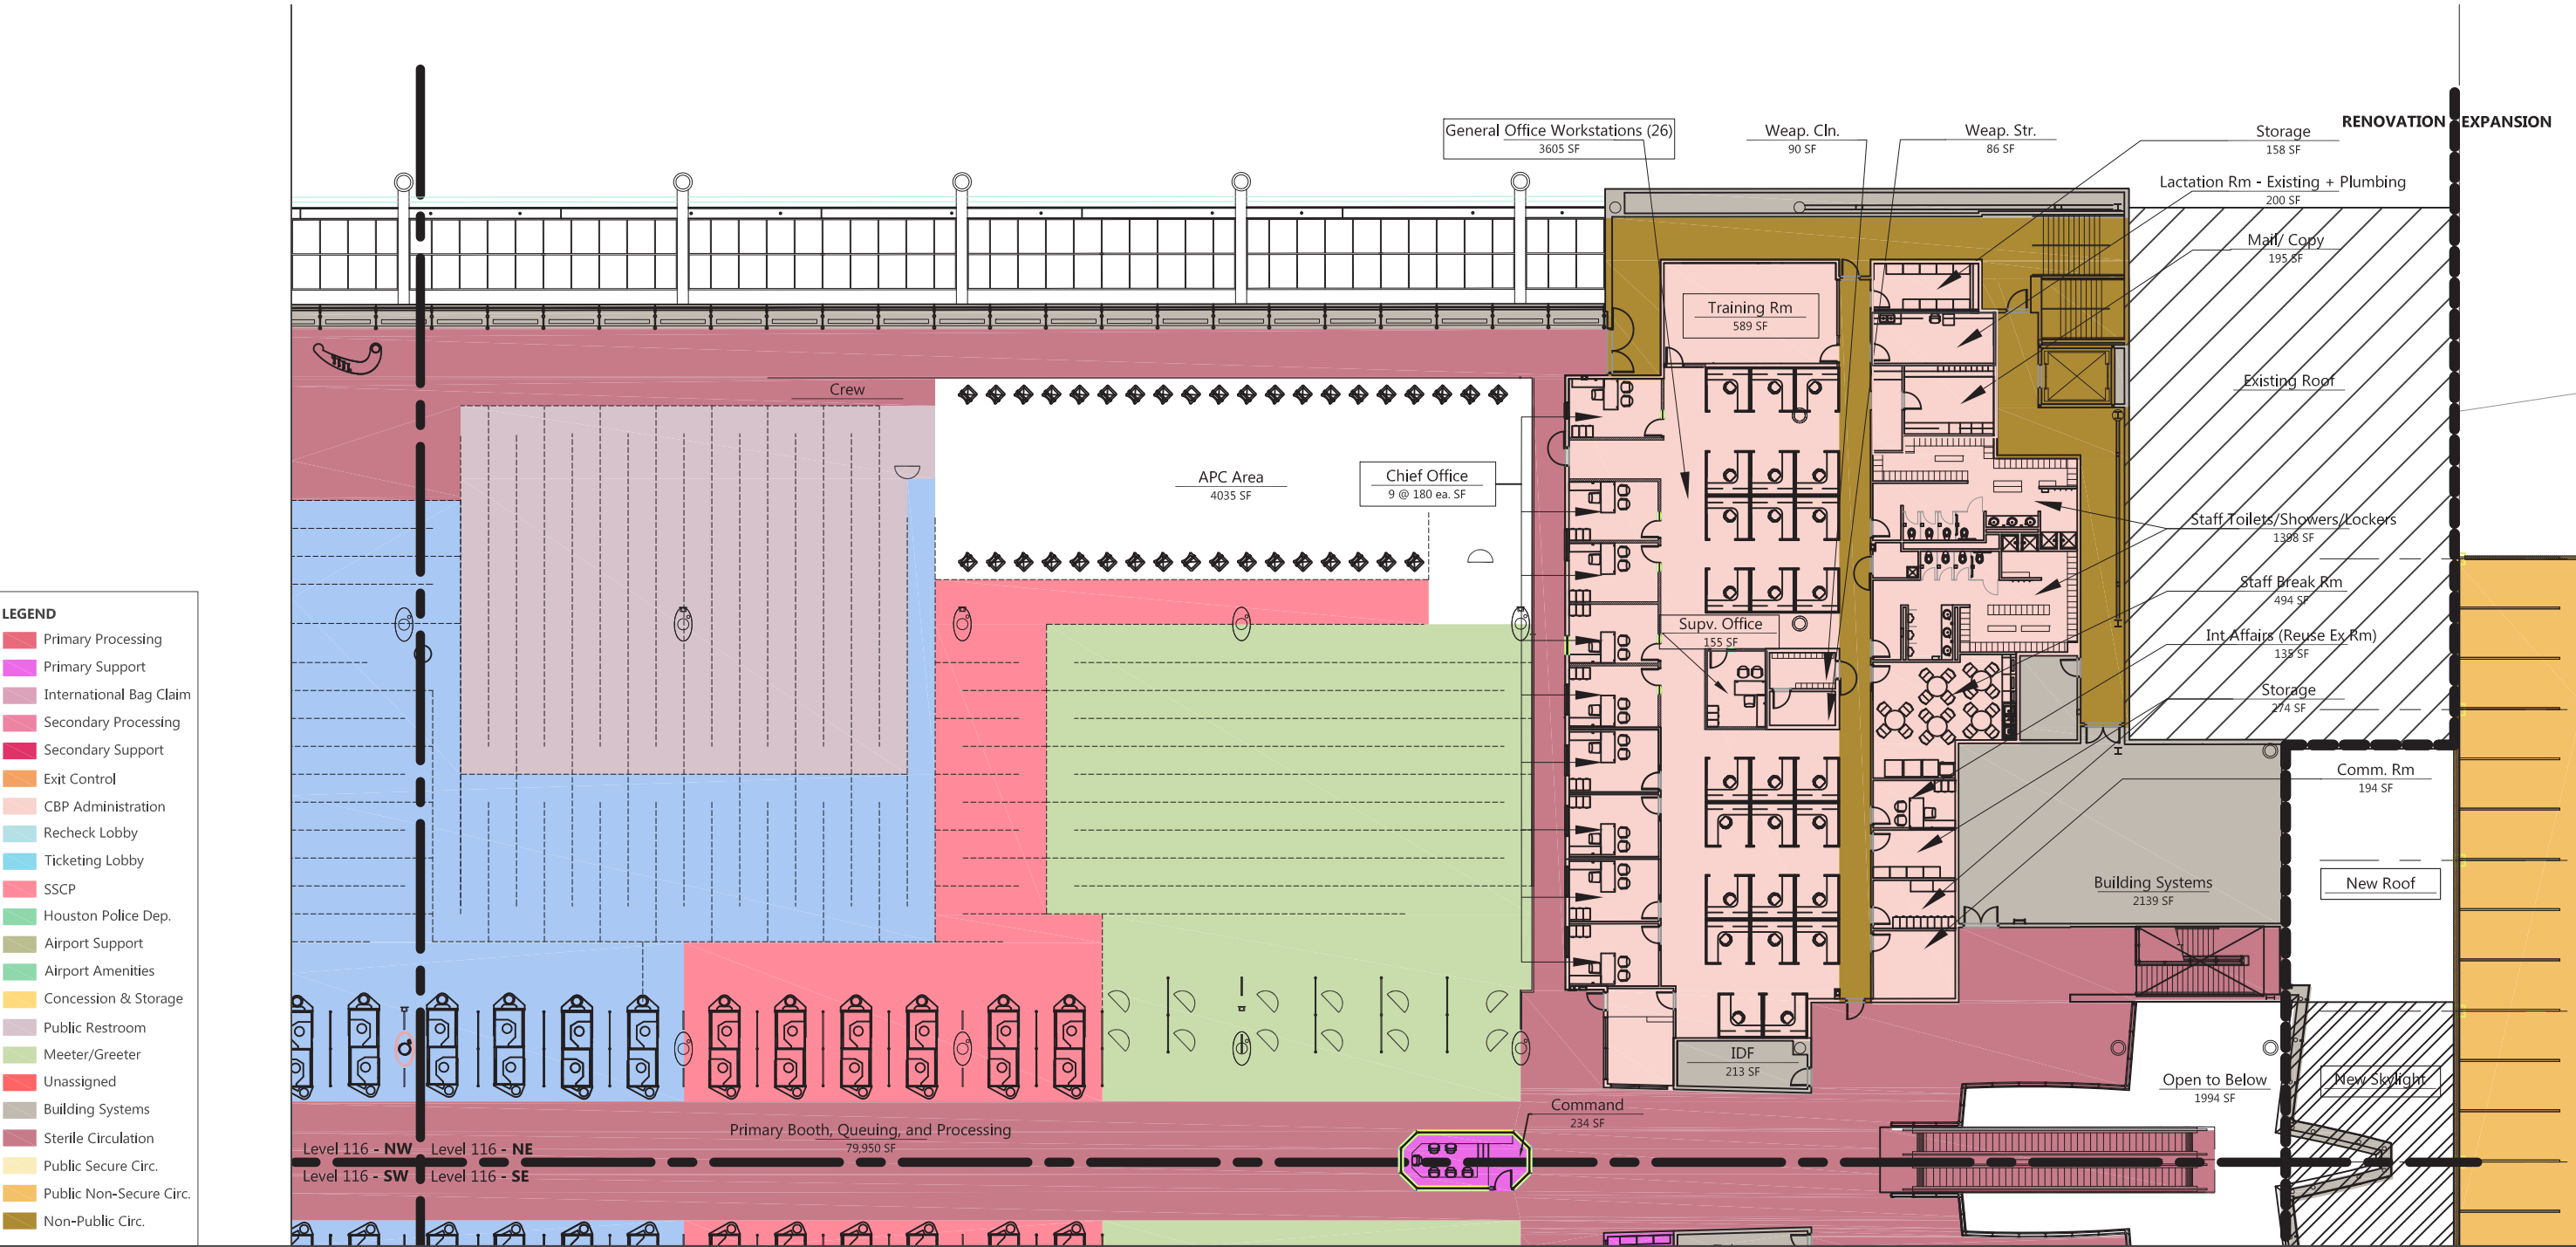 RENOVATION
EXPANSION
General Office Workstations (26)
3605 SF
Weap. Cln.
90 SF
Weap. Str.
86 SF
Storage
158 SF
Lactation Rm - Existing + Plumbing
200 SF
Mail/ Copy
195 SF
Training Rm
589 SF
Crew
Existing Roof
APC Area
4035 SF
Chief Office
9 @ 180 ea. SF
Staff Toilets/Showers/Lockers
1398 SF
Staff Break Rm
494 SF
Supv. Office
155 SF
Int Affairs (Reuse Ex Rm)
135 SF
Storage
274 SF
Comm. Rm
194 SF
Building Systems
2139 SF
New Roof
IDF
213 SF
Open to Below
1994 SF
New Skylight
Command
234 SF
Primary Booth, Queuing, and Processing
79,950 SF
Level 116 - NW
Level 116 - NE
Level 116 - SW
Level 116 - SE
LEGEND
Primary Processing
Primary Support
International Bag Claim
Secondary Processing
Secondary Support
Exit Control
CBP Administration
Recheck Lobby
Ticketing Lobby
SSCP
Houston Police Dep.
Airport Support
Airport Amenities
Concession & Storage
Public Restroom
Meeter/Greeter
Unassigned
Building Systems
Sterile Circulation
Public Secure Circ.
Public Non-Secure Circ.
Non-Public Circ.